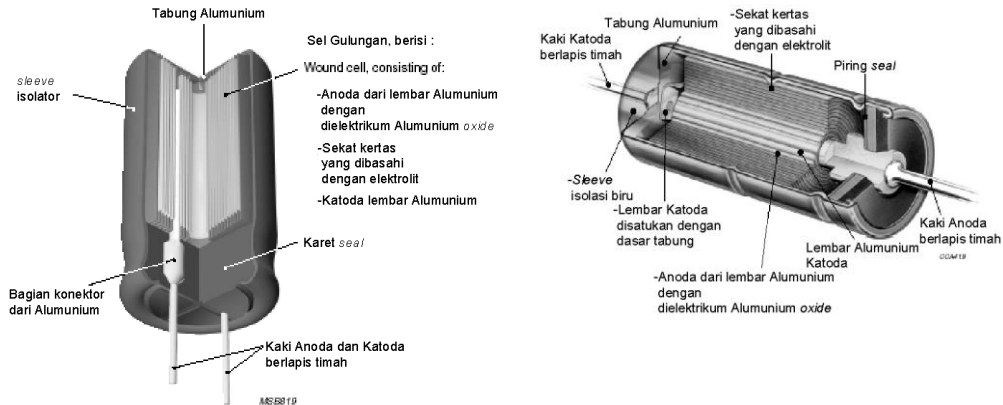 Tabung Alumunium
Sel Gulungan, berisi :
Wound cell, consisting of:
sleeve
isolator
-Anoda dari lembar Alumunium
dengan
dielektrikum Alumunium oxide
-Sekat kertas
yang dibasahi
dengan elektrolit
-Katoda lembar Alumunium
Karet seal
Bagian konektor
dari Alumunium
Kaki Anoda dan Katoda
berlapis timah
MSB819
Tabung Alumunium
Kaki Katoda
berlapis timah
-Sekat kertas
yang dibasahi
dengan elektrolit
Piring seal
-Sleeve
isolasi biru
-Lembar Katoda
disatukan dengan
dasar tabung
Kaki Anoda
berlapis timah
CCA419
Lembar Alumunium
Katoda
-Anoda dari lembar Alumunium
dengan
dielektrikum Alumunium oxide